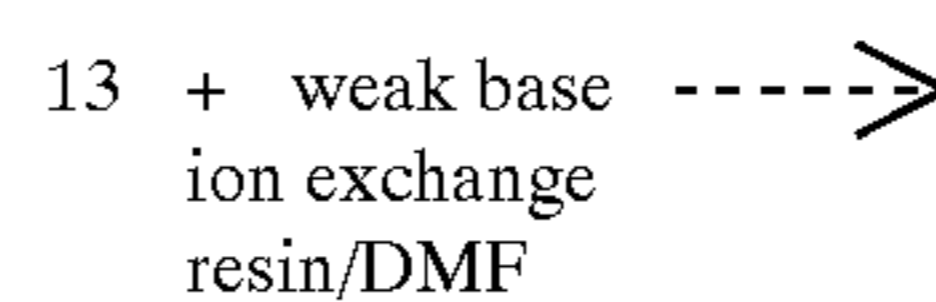 13 + weak base
ion exchange
resin/DMF